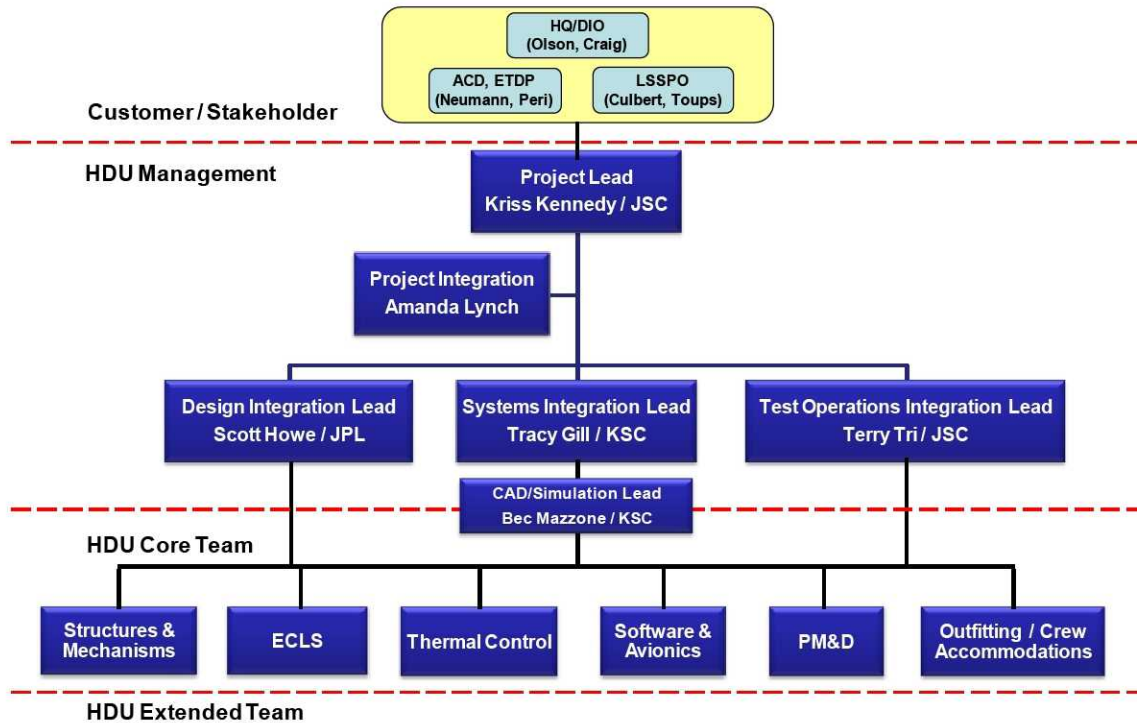 HQ/DIO
(Olson, Craig)
ACD, ETDP
(Neumann, Peri)
LSSPO
(Culbert, Toups)
Customer / Stakeholder
HDU Management
Project Lead
Kriss Kennedy / JSC
Project Integration
Amanda Lynch
Design Integration Lead
Scott Howe / JPL
Systems Integration Lead
Tracy Gill / KSC
Test Operations Integration Lead
Terry Tri / JSC
CAD/Simulation Lead
Bec Mazzone / KSC
HDU Core Team
Structures &
Mechanisms
ECLS
Thermal Control
Software &
Avionics
PM&D
Outfitting / Crew
Accommodations
HDU Extended Team